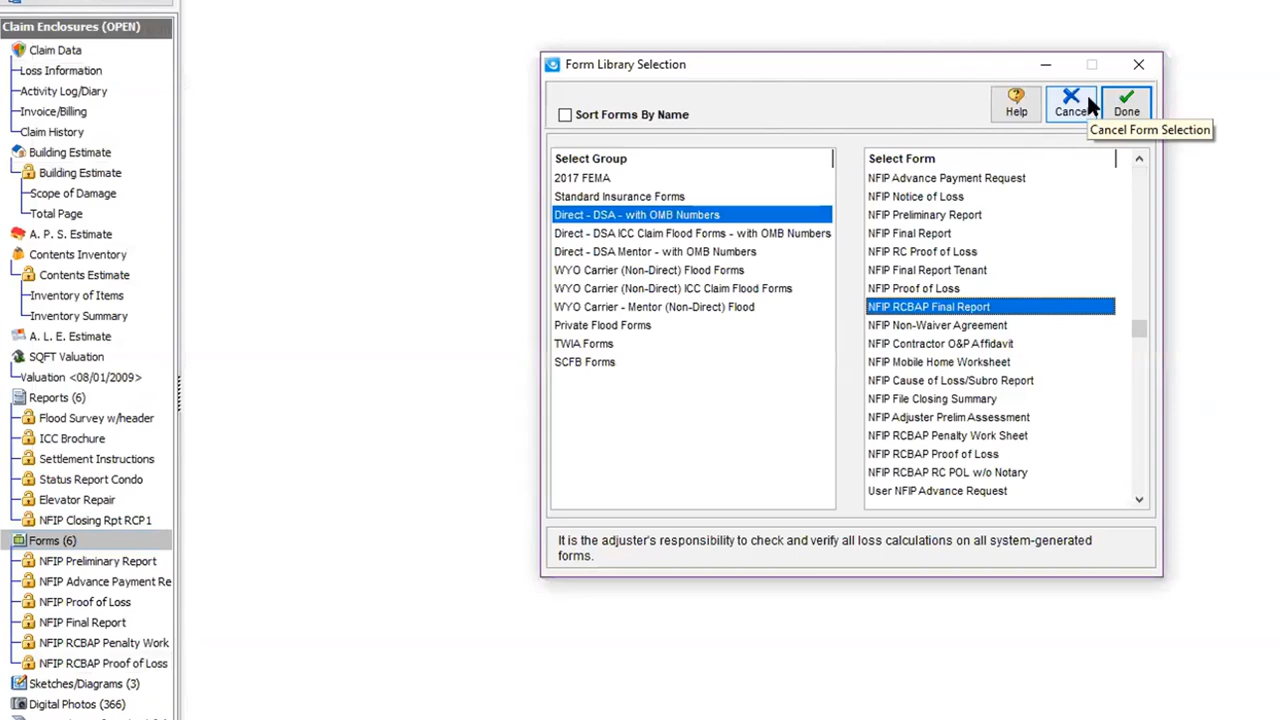 Claim Enclosures (OPEN)
Claim Data
Loss Information
Activity Log/Diary
Invoice/Billing
Claim History
Building Estimate
Building Estimate
Scope of Damage
Total Page
A. P. S. Estimate
Contents Inventory
Contents Estimate
Inventory of Items
Inventory Summary
A. L. E. Estimate
SQFT Valuation
Valuation <08/01/2009>
Reports (6)
Flood Survey w/header
ICC Brochure
Settlement Instructions
Status Report Condo
Elevator Repair
NFIP Closing Rpt RCP1
Forms (6)
NFIP Preliminary Report
NFIP Advance Payment Re
NFIP Proof of Loss
NFIP Final Report
NFIP RCBAP Penalty Work
NFIP RCBAP Proof of Loss
Sketches/Diagrams (3)
Digital Photos (366)
Form Library Selection
Sort Forms By Name
Help
Cancel
Done
Cancel Form Selection
Select Group
2017 FEMA
Standard Insurance Forms
Direct - DSA - with OMB Numbers
Direct - DSA ICC Claim Flood Forms - with OMB Numbers
Direct - DSA Mentor - with OMB Numbers
WYO Carrier (Non-Direct) Flood Forms
WYO Carrier (Non-Direct) ICC Claim Flood Forms
WYO Carrier - Mentor (Non-Direct) Flood
Private Flood Forms
TWIA Forms
SCFB Forms
Select Form
NFIP Advance Payment Request
NFIP Notice of Loss
NFIP Preliminary Report
NFIP Final Report
NFIP RC Proof of Loss
NFIP Final Report Tenant
NFIP Proof of Loss
NFIP RCBAP Final Report
NFIP Non-Waiver Agreement
NFIP Contractor O&P Affidavit
NFIP Mobile Home Worksheet
NFIP Cause of Loss/Subro Report
NFIP File Closing Summary
NFIP Adjuster Prelim Assessment
NFIP RCBAP Penalty Work Sheet
NFIP RCBAP Proof of Loss
NFIP RCBAP RC POL w/o Notary
User NFIP Advance Request
It is the adjuster's responsibility to check and verify all loss calculations on all system-generated
forms.